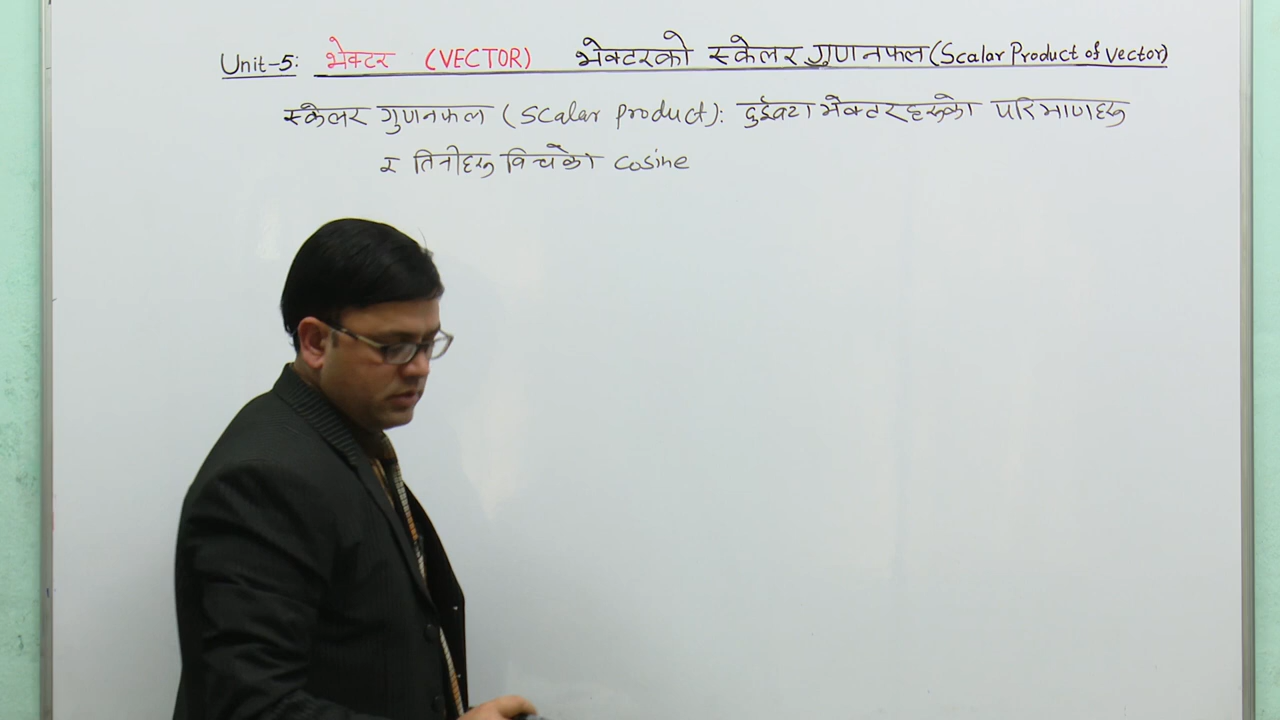 Unit-5: भेक्टर (VECTOR) भेक्टरको स्केलर गुणनफल (Scalar Product of Vector)
स्केलर गुणनफल (Scalar product): दुईवटा भेक्टरहरूको परिमाणहरू
र तिनीहरू विचको cosine